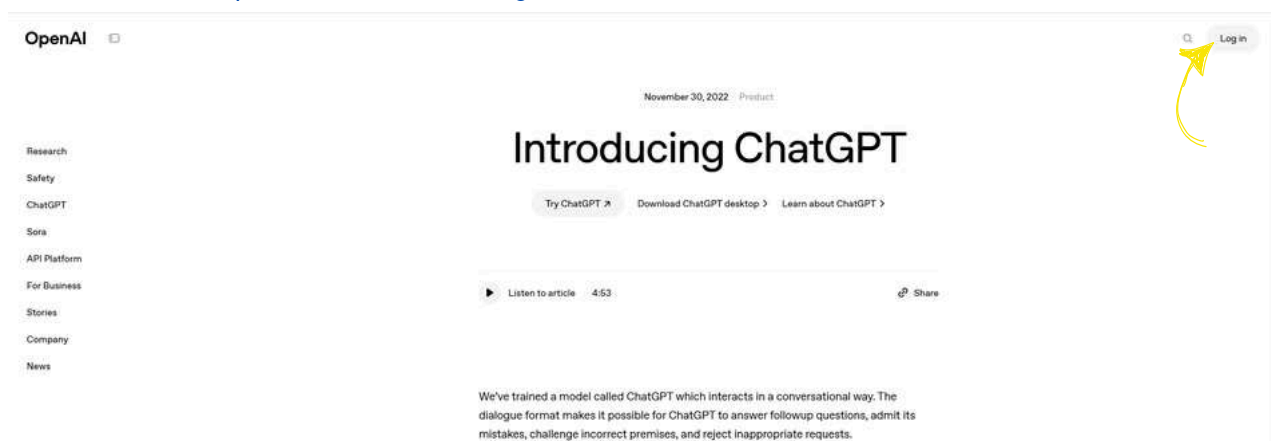 OpenAI
Log in
November 30, 2022 Product
Introducing ChatGPT
Research
Safety
ChatGPT
Sora
API Platform
For Business
Stories
Company
News
Try ChatGPT ↗ Download ChatGPT desktop > Learn about ChatGPT >
Listen to article 4:53
Share
We've trained a model called ChatGPT which interacts in a conversational way. The
dialogue format makes it possible for ChatGPT to answer followup questions, admit its
mistakes, challenge incorrect premises, and reject inappropriate requests.